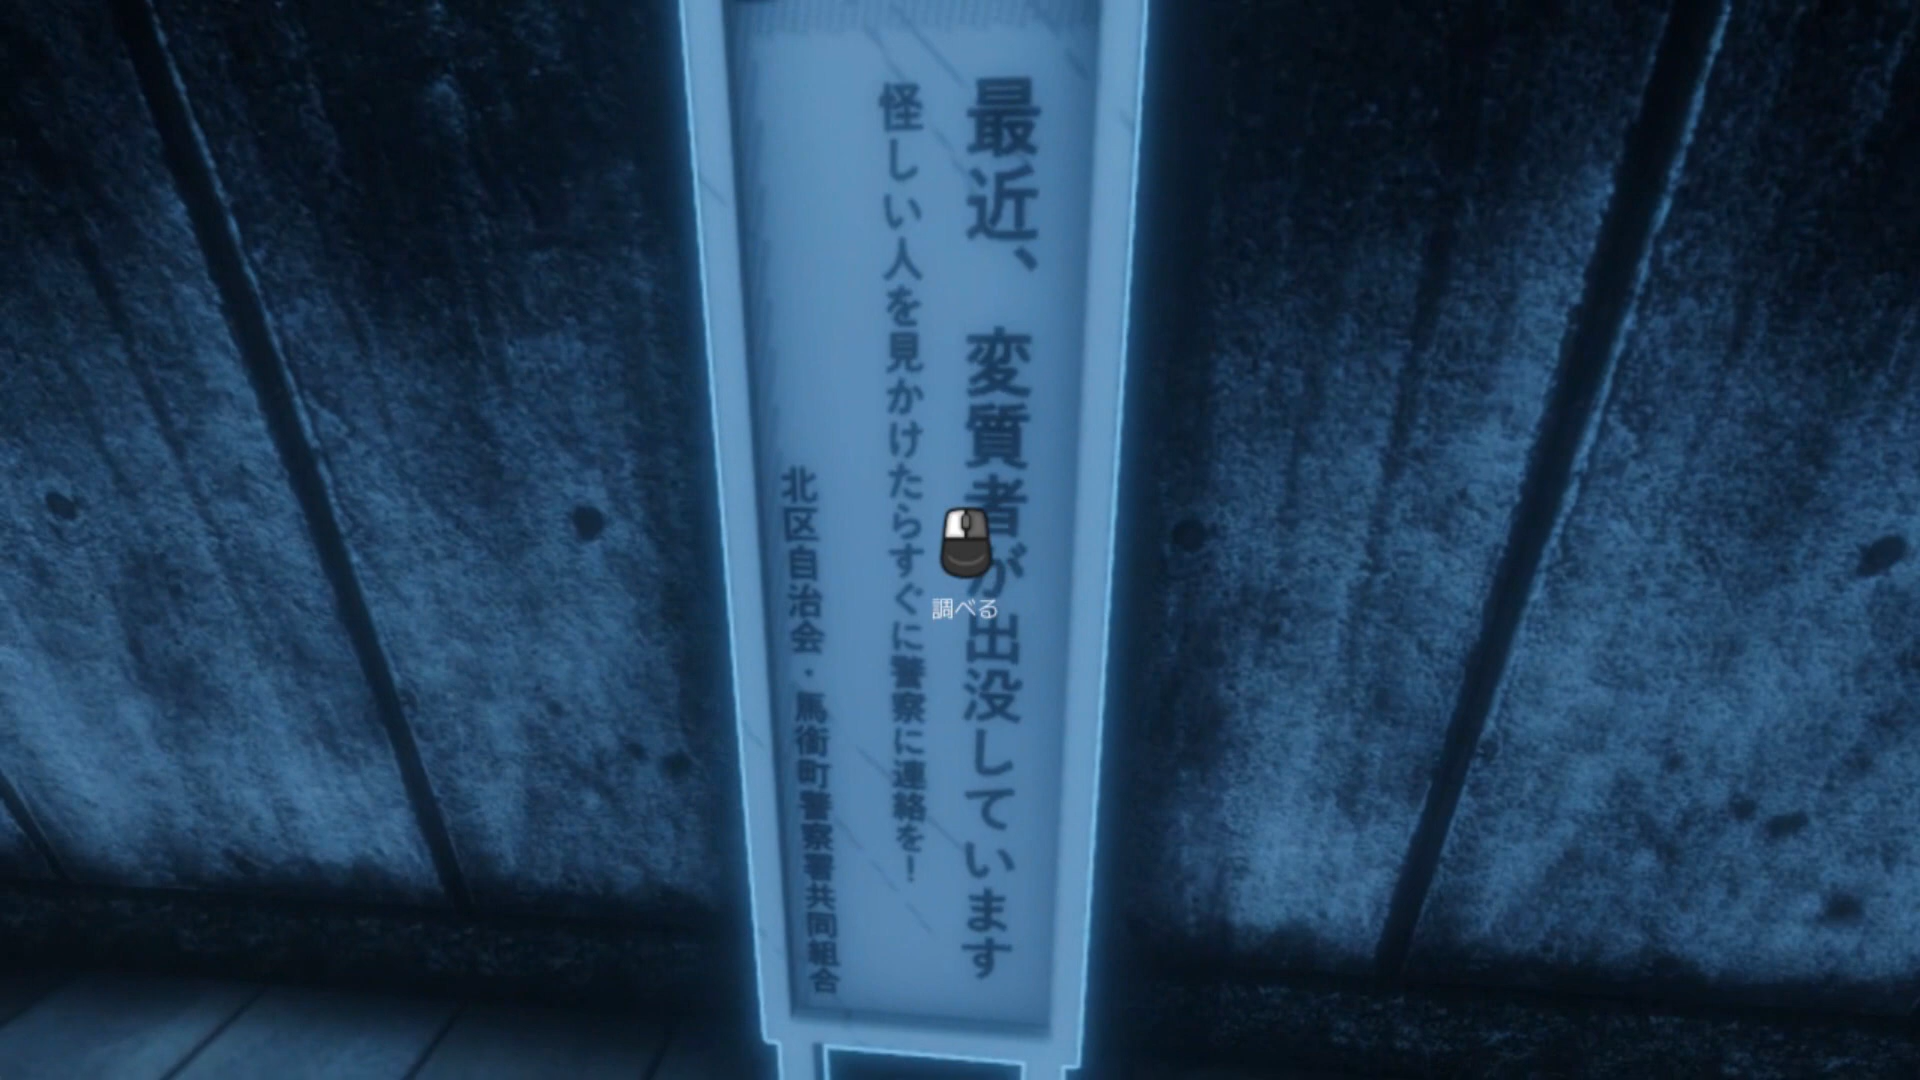 最近、変質者が出没しています
怪しい人を見かけたらすぐに警察に連絡を！
北区自治会・馬衝町警察署共同組合
調べる